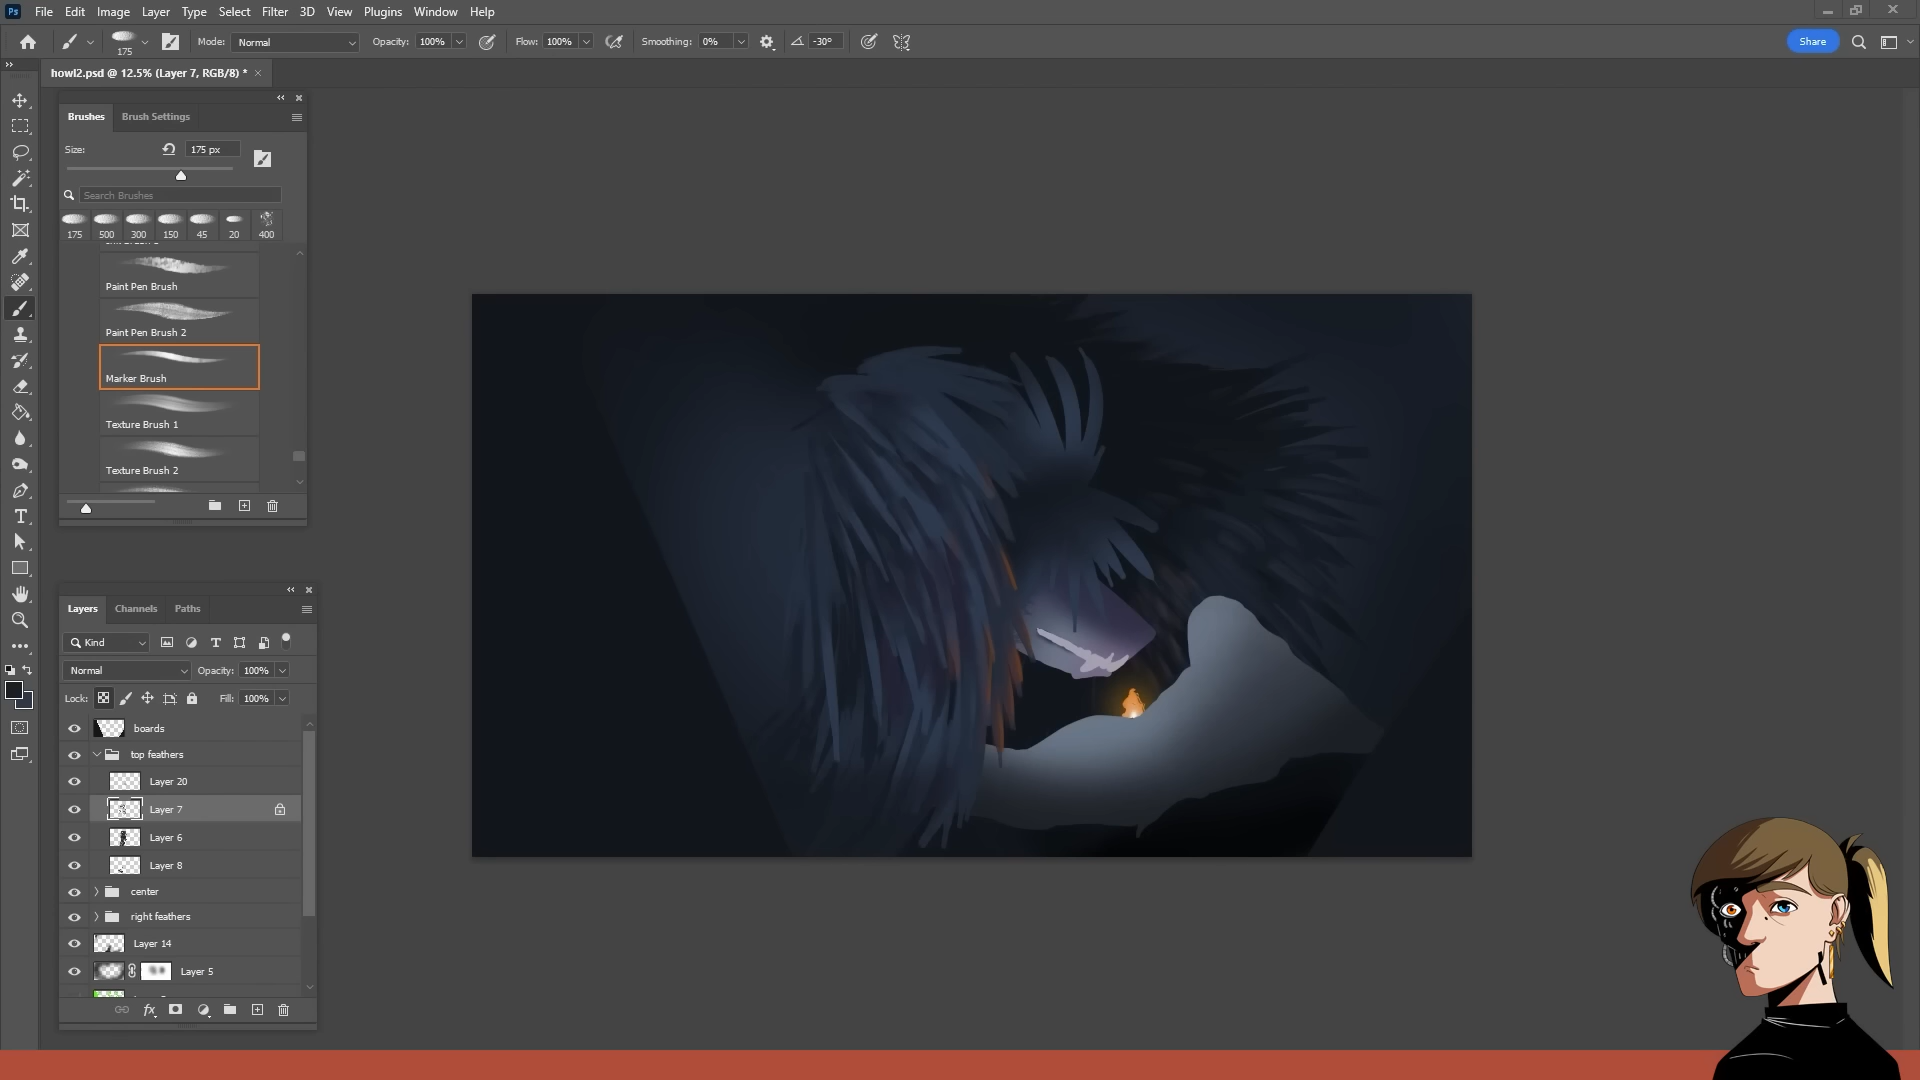 Ps File Edit Image Layer Type Select Filter 3D View Plugins Window Help
175 Mode: Normal Opacity: 100% Flow: 100% Smoothing: 0% -30° Share
howl2.psd @ 12.5% (Layer 7, RGB/8) *
Brushes Brush Settings
Size: 175 px
Search Brushes
175 500 300 150 45 20 400
Paint Pen Brush
Paint Pen Brush 2
Marker Brush
Texture Brush 1
Texture Brush 2
Layers Channels Paths
Kind
Normal Opacity: 100%
Lock: Fill: 100%
boards
top feathers
Layer 20
Layer 7
Layer 6
Layer 8
center
right feathers
Layer 14
Layer 5
fx